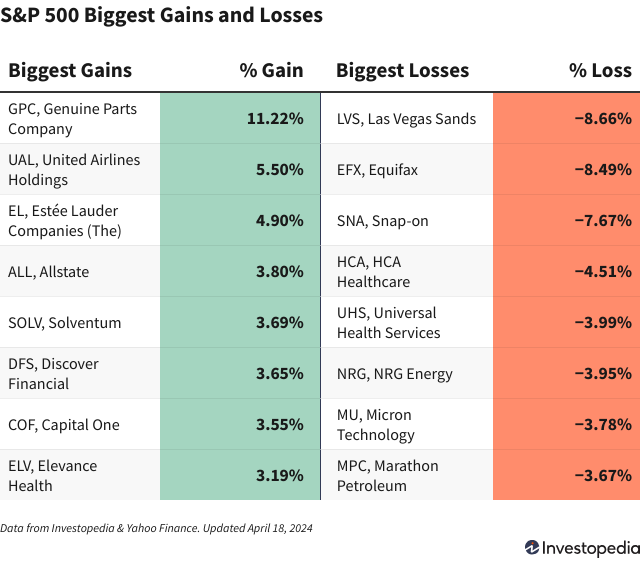 S&P 500 Biggest Gains and Losses
Biggest Gains % Gain Biggest Losses % Loss
GPC, Genuine Parts
Company
11.22%
LVS, Las Vegas Sands
−8.66%
UAL, United Airlines
Holdings
5.50%
EFX, Equifax
−8.49%
EL, Estée Lauder
Companies (The)
4.90%
SNA, Snap-on
−7.67%
ALL, Allstate
3.80%
HCA, HCA
Healthcare
−4.51%
SOLV, Solventum
3.69%
UHS, Universal
Health Services
−3.99%
DFS, Discover
Financial
3.65%
NRG, NRG Energy
−3.95%
COF, Capital One
3.55%
MU, Micron
Technology
−3.78%
ELV, Elevance
Health
3.19%
MPC, Marathon
Petroleum
−3.67%
Data from Investopedia & Yahoo Finance. Updated April 18, 2024
Investopedia